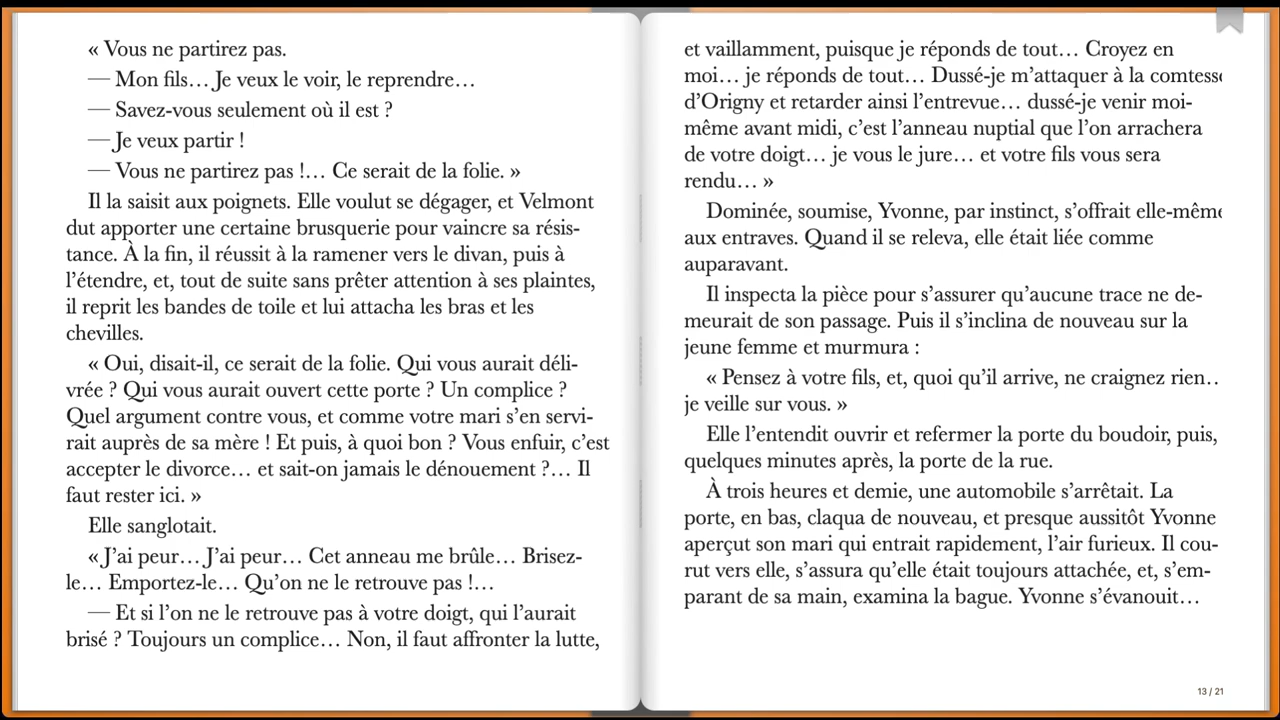 « Vous ne partirez pas.
— Mon fils… Je veux le voir, le reprendre…
— Savez-vous seulement où il est ?
— Je veux partir !
— Vous ne partirez pas !… Ce serait de la folie. »
Il la saisit aux poignets. Elle voulut se dégager, et Velmont
dut apporter une certaine brusquerie pour vaincre sa résis-
tance. À la fin, il réussit à la ramener vers le divan, puis à
l’étendre, et, tout de suite sans prêter attention à ses plaintes,
il reprit les bandes de toile et lui attacha les bras et les
chevilles.
« Oui, disait-il, ce serait de la folie. Qui vous aurait déli-
vrée ? Qui vous aurait ouvert cette porte ? Un complice ?
Quel argument contre vous, et comme votre mari s’en servi-
rait auprès de sa mère ! Et puis, à quoi bon ? Vous enfuir, c’est
accepter le divorce… et sait-on jamais le dénouement ?… Il
faut rester ici. »
Elle sanglotait.
« J’ai peur… J’ai peur… Cet anneau me brûle… Brisez-
le… Emportez-le… Qu’on ne le retrouve pas !…
— Et si l’on ne le retrouve pas à votre doigt, qui l’aurait
brisé ? Toujours un complice… Non, il faut affronter la lutte,
et vaillamment, puisque je réponds de tout… Croyez en
moi… je réponds de tout… Dussé-je m’attaquer à la comtesse
d’Origny et retarder ainsi l’entrevue… dussé-je venir moi-
même avant midi, c’est l’anneau nuptial que l’on arrachera
de votre doigt… je vous le jure… et votre fils vous sera
rendu… »
Dominée, soumise, Yvonne, par instinct, s’offrait elle-même
aux entraves. Quand il se releva, elle était liée comme
auparavant.
Il inspecta la pièce pour s’assurer qu’aucune trace ne de-
meurait de son passage. Puis il s’inclina de nouveau sur la
jeune femme et murmura :
« Pensez à votre fils, et, quoi qu’il arrive, ne craignez rien..
je veille sur vous. »
Elle l’entendit ouvrir et refermer la porte du boudoir, puis,
quelques minutes après, la porte de la rue.
À trois heures et demie, une automobile s’arrêtait. La
porte, en bas, claqua de nouveau, et presque aussitôt Yvonne
aperçut son mari qui entrait rapidement, l’air furieux. Il cou-
rut vers elle, s’assura qu’elle était toujours attachée, et, s’em-
parant de sa main, examina la bague. Yvonne s’évanouit…
13 / 21